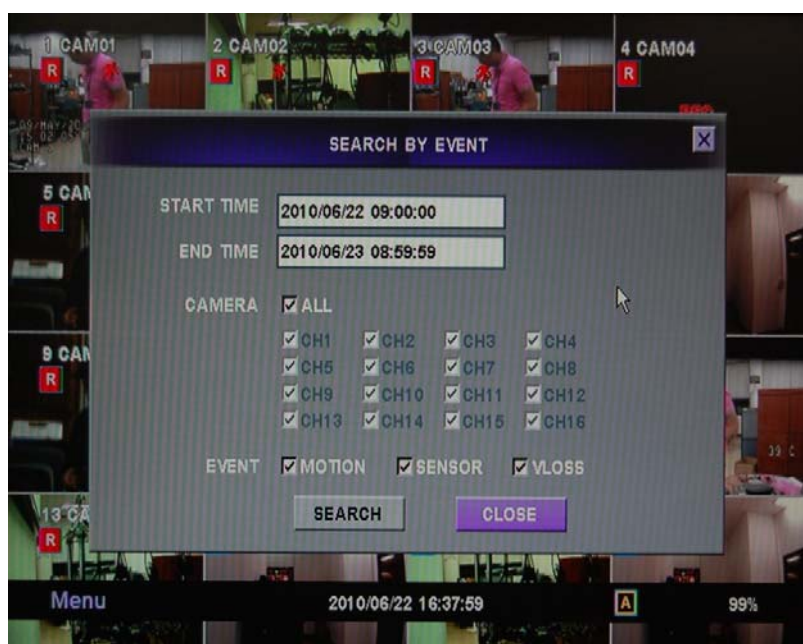 1 CAM01
R
2 CAM02
R
3 CAM03
R
4 CAM04
R
SEARCH BY EVENT
X
5 CAM
R
START TIME 2010/06/22 09:00:00
END TIME 2010/06/23 08:59:59
CAMERA ALL
CH1 CH2 CH3 CH4
9 CAM
R
CH5 CH6 CH7 CH8
CH9 CH10 CH11 CH12
CH13 CH14 CH15 CH16
39 C
EVENT MOTION SENSOR VLOSS
13 CA
R
SEARCH CLOSE
Menu 2010/06/22 16:37:59 A 99%